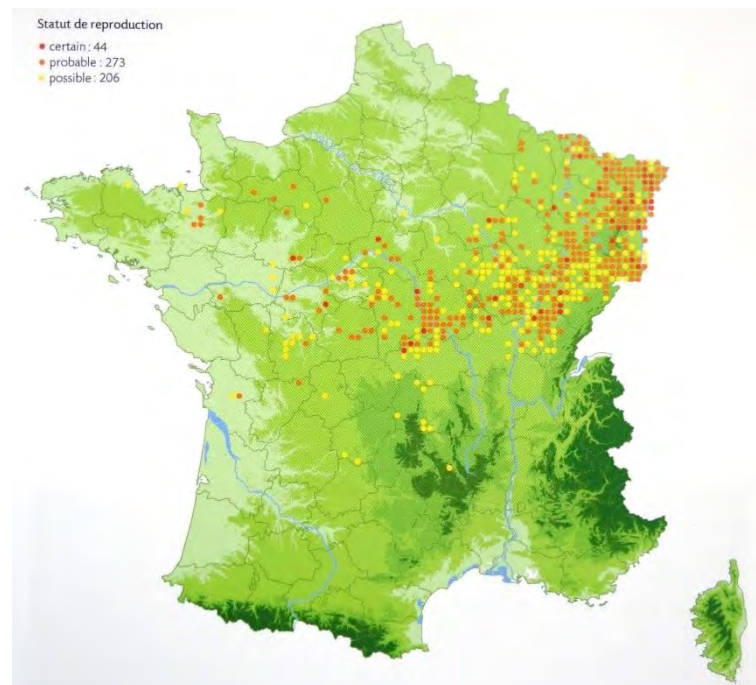 Statut de reproduction
certain : 44
probable : 273
possible : 206